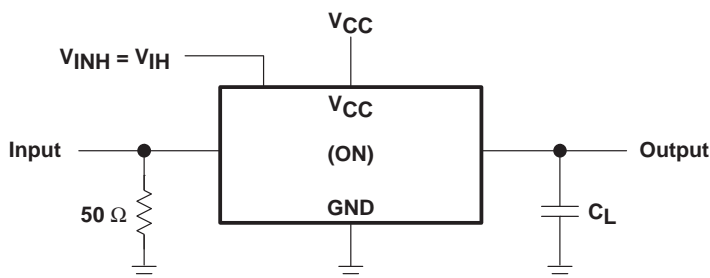 VCC
VINH = VIH
VCC
Input
(ON)
Output
50 Ω
GND
CL